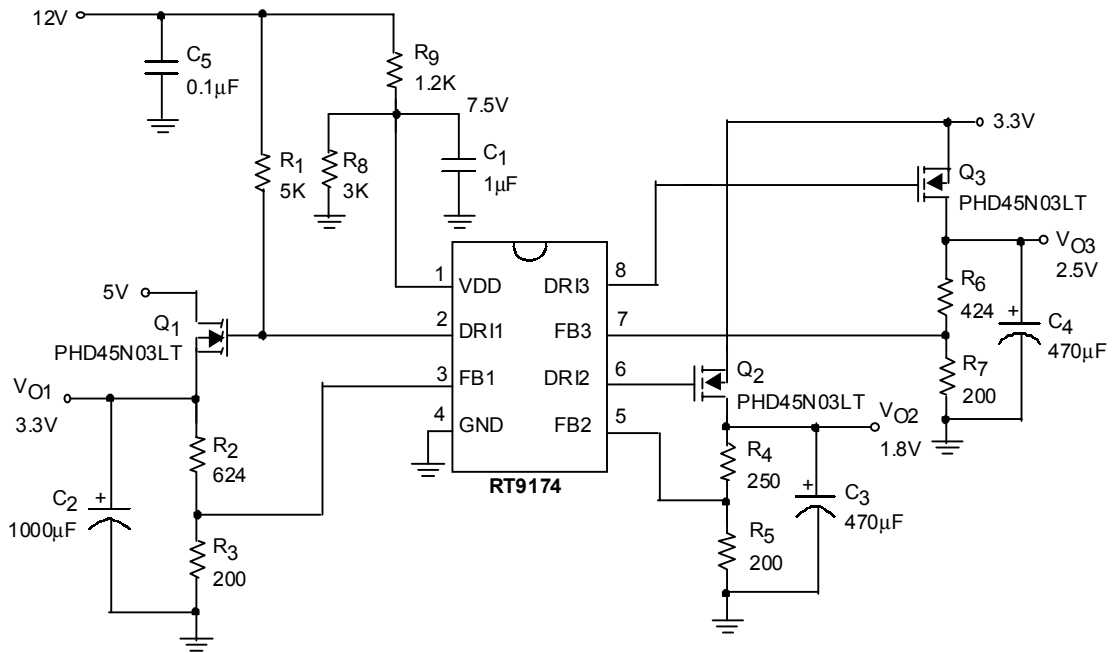 12V
C5
0.1µF
R9
1.2K
7.5V
R1
5K
R8
3K
C1
1µF
3.3V
Q3
PHD45N03LT
VO3
2.5V
R6
424
C4
470µF
R7
200
5V
Q1
PHD45N03LT
VO1
3.3V
R2
624
C2
1000µF
R3
200
1 VDD
2 DRI1
3 FB1
4 GND
DRI3 8
FB3 7
DRI2 6
FB2 5
RT9174
Q2
PHD45N03LT
VO2
1.8V
R4
250
C3
470µF
R5
200
+
+
+